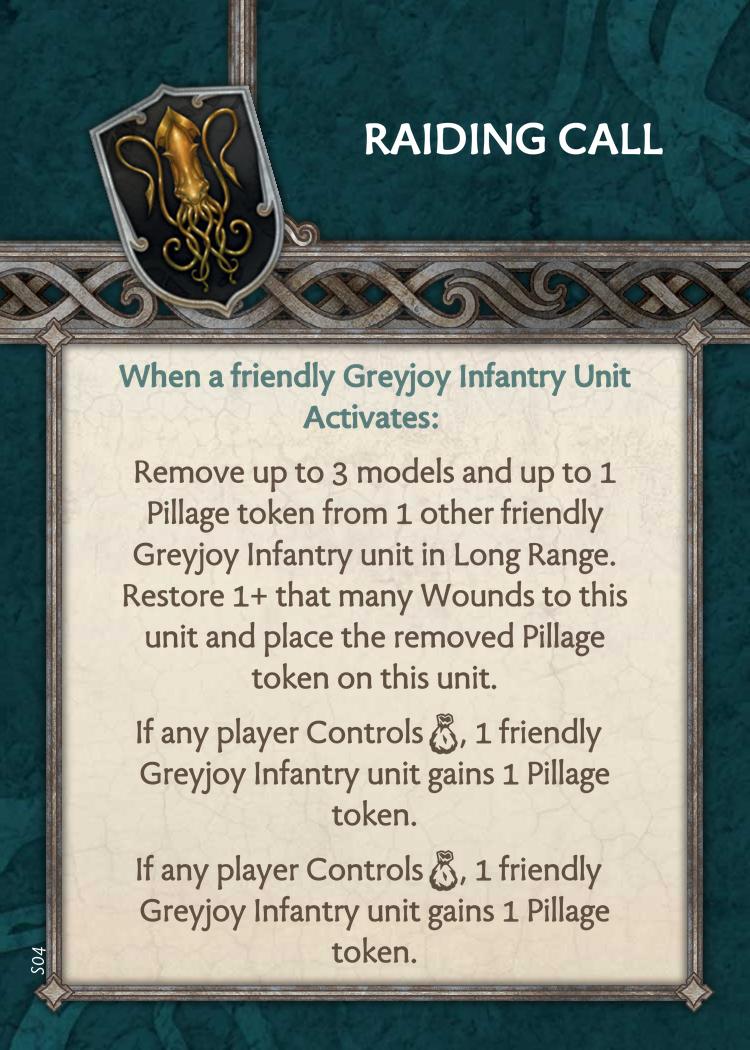 RAIDING CALL
When a friendly Greyjoy Infantry Unit
Activates:
Remove up to 3 models and up to 1
Pillage token from 1 other friendly
Greyjoy Infantry unit in Long Range.
Restore 1+ that many Wounds to this
unit and place the removed Pillage
token on this unit.
If any player Controls , 1 friendly
Greyjoy Infantry unit gains 1 Pillage
token.
If any player Controls , 1 friendly
Greyjoy Infantry unit gains 1 Pillage
token.
S04